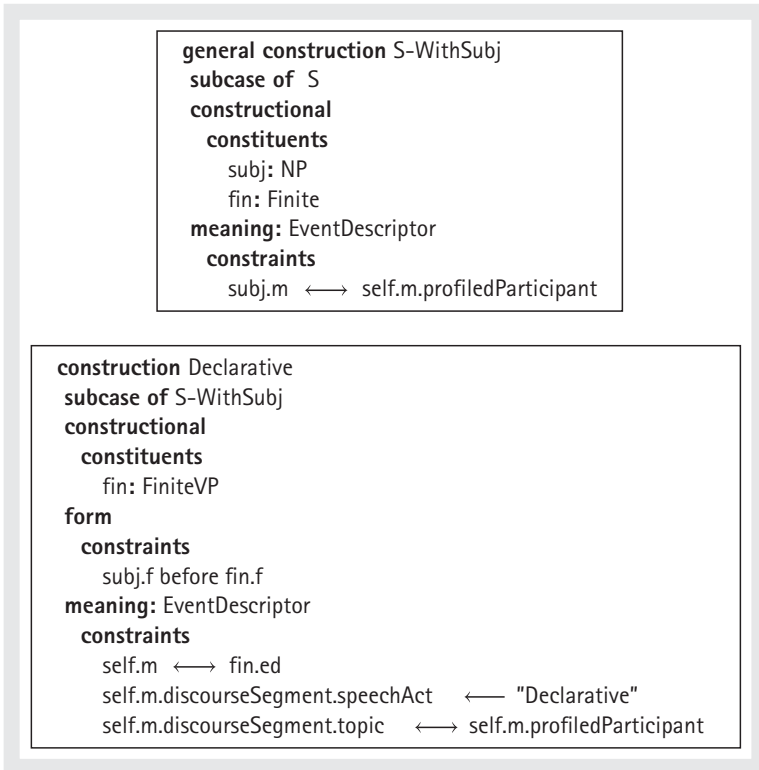 general construction S-WithSubj
subcase of S
constructional
constituents
subj: NP
fin: Finite
meaning: EventDescriptor
constraints
subj.m ⟷ self.m.profiledParticipant
construction Declarative
subcase of S-WithSubj
constructional
constituents
fin: FiniteVP
form
constraints
subj.f before fin.f
meaning: EventDescriptor
constraints
self.m ⟷ fin.ed
self.m.discourseSegment.speechAct ⟵ "Declarative"
self.m.discourseSegment.topic ⟷ self.m.profiledParticipant